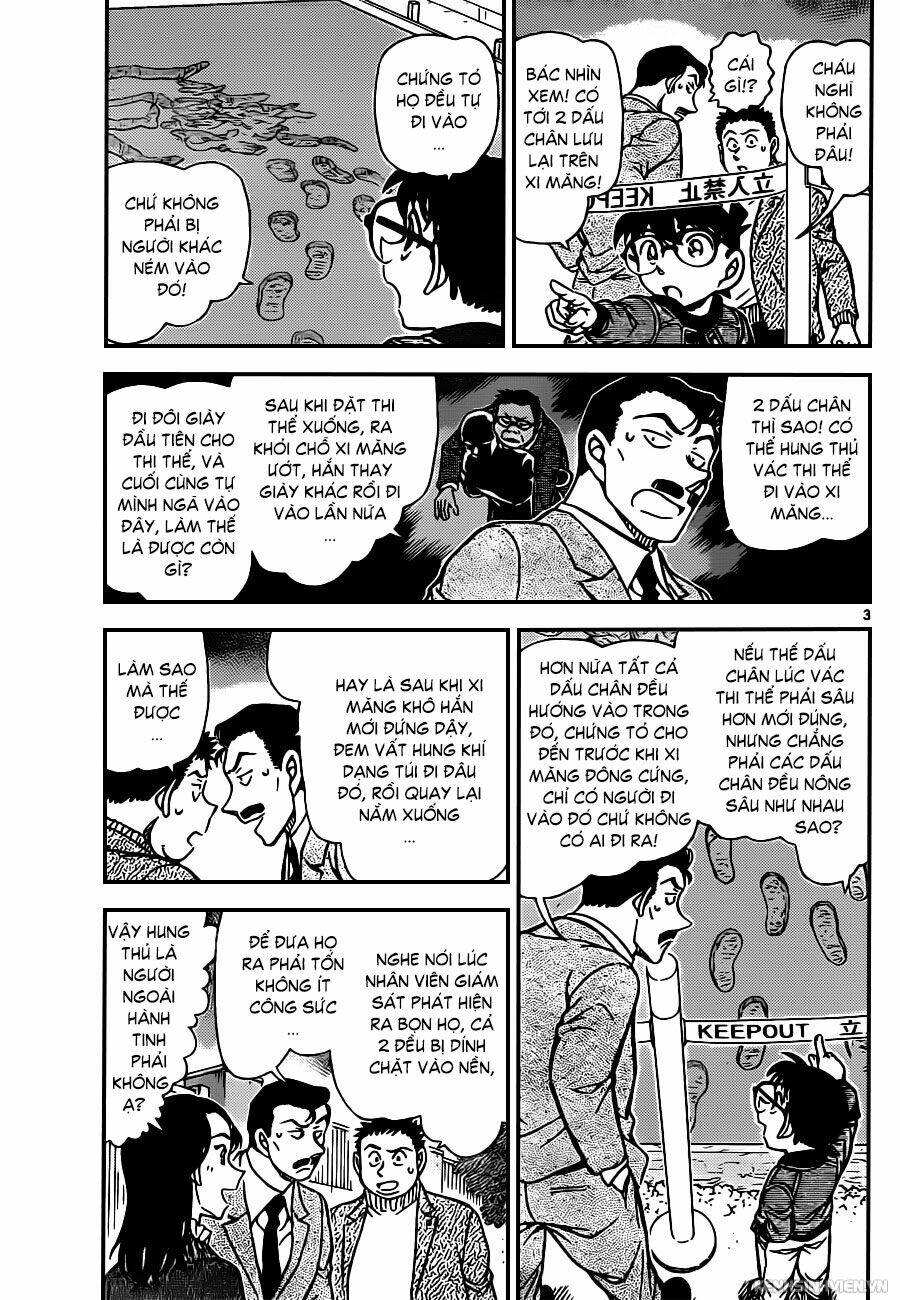 CHÁU
NGHĨ
KHÔNG
PHẢI
ĐÂU!
CÁI
GÌ!?
BÁC NHÌN
XEM! CÓ
TỚI 2 DẤU
CHÂN LƯU
LẠI TRÊN
XI MĂNG!
KEEP
立入禁止
CHỨNG TỎ
HỌ ĐỀU TỰ
ĐI VÀO
...
CHỨ KHÔNG
PHẢI BỊ
NGƯỜI KHÁC
NÉM VÀO
ĐÓ!
2 DẤU CHÂN
THÌ SAO! CÓ
THỂ HUNG THỦ
VÁC THI THỂ
ĐI VÀO XI
MĂNG...
SAU KHI ĐẶT THI
THỂ XUỐNG, RA
KHỎI CHỖ XI MĂNG
ƯỚT, HẮN THAY
GIÀY KHÁC RỒI ĐI
VÀO LẦN NỮA
...
ĐI ĐÔI GIÀY
ĐẦU TIÊN CHO
THI THỂ, VÀ
CUỐI CÙNG TỰ
MÌNH NGÃ VÀO
ĐÂY, LÀM THẾ
LÀ ĐƯỢC CÒN
GÌ?
3
NẾU THẾ DẤU
CHÂN LÚC VÁC
THI THỂ PHẢI SÂU
HƠN MỚI ĐÚNG,
NHƯNG CHẲNG
PHẢI CÁC DẤU
CHÂN ĐỀU NÔNG
SÂU NHƯ NHAU
SAO?
HƠN NỮA TẤT CẢ
DẤU CHÂN ĐỀU
HƯỚNG VÀO TRONG
ĐÓ, CHỨNG TỎ CHO
ĐẾN TRƯỚC KHI XI
MĂNG ĐÔNG CỨNG,
CHỈ CÓ NGƯỜI ĐI
VÀO ĐÓ CHỨ KHÔNG
CÓ AI ĐI RA!
KEEPOUT 立
HAY LÀ SAU KHI XI
MĂNG KHÔ HẮN
MỚI ĐỨNG DẬY,
ĐEM VẤT HUNG KHÍ
DẠNG TÚI ĐI ĐÂU
ĐÓ, RỒI QUAY LẠI
NẰM XUỐNG
...
LÀM SAO
MÀ THẾ
ĐƯỢC
...
NGHE NÓI LÚC
NHÂN VIÊN GIÁM
SÁT PHÁT HIỆN
RA BỌN HỌ, CẢ
2 ĐỀU BỊ DÍNH
CHẶT VÀO NỀN,
ĐỂ ĐƯA HỌ
RA PHẢI TỐN
KHÔNG ÍT
CÔNG SỨC
...
VẬY HUNG
THỦ LÀ
NGƯỜI
NGOÀI
HÀNH
TINH PHẢI
KHÔNG
Ạ?